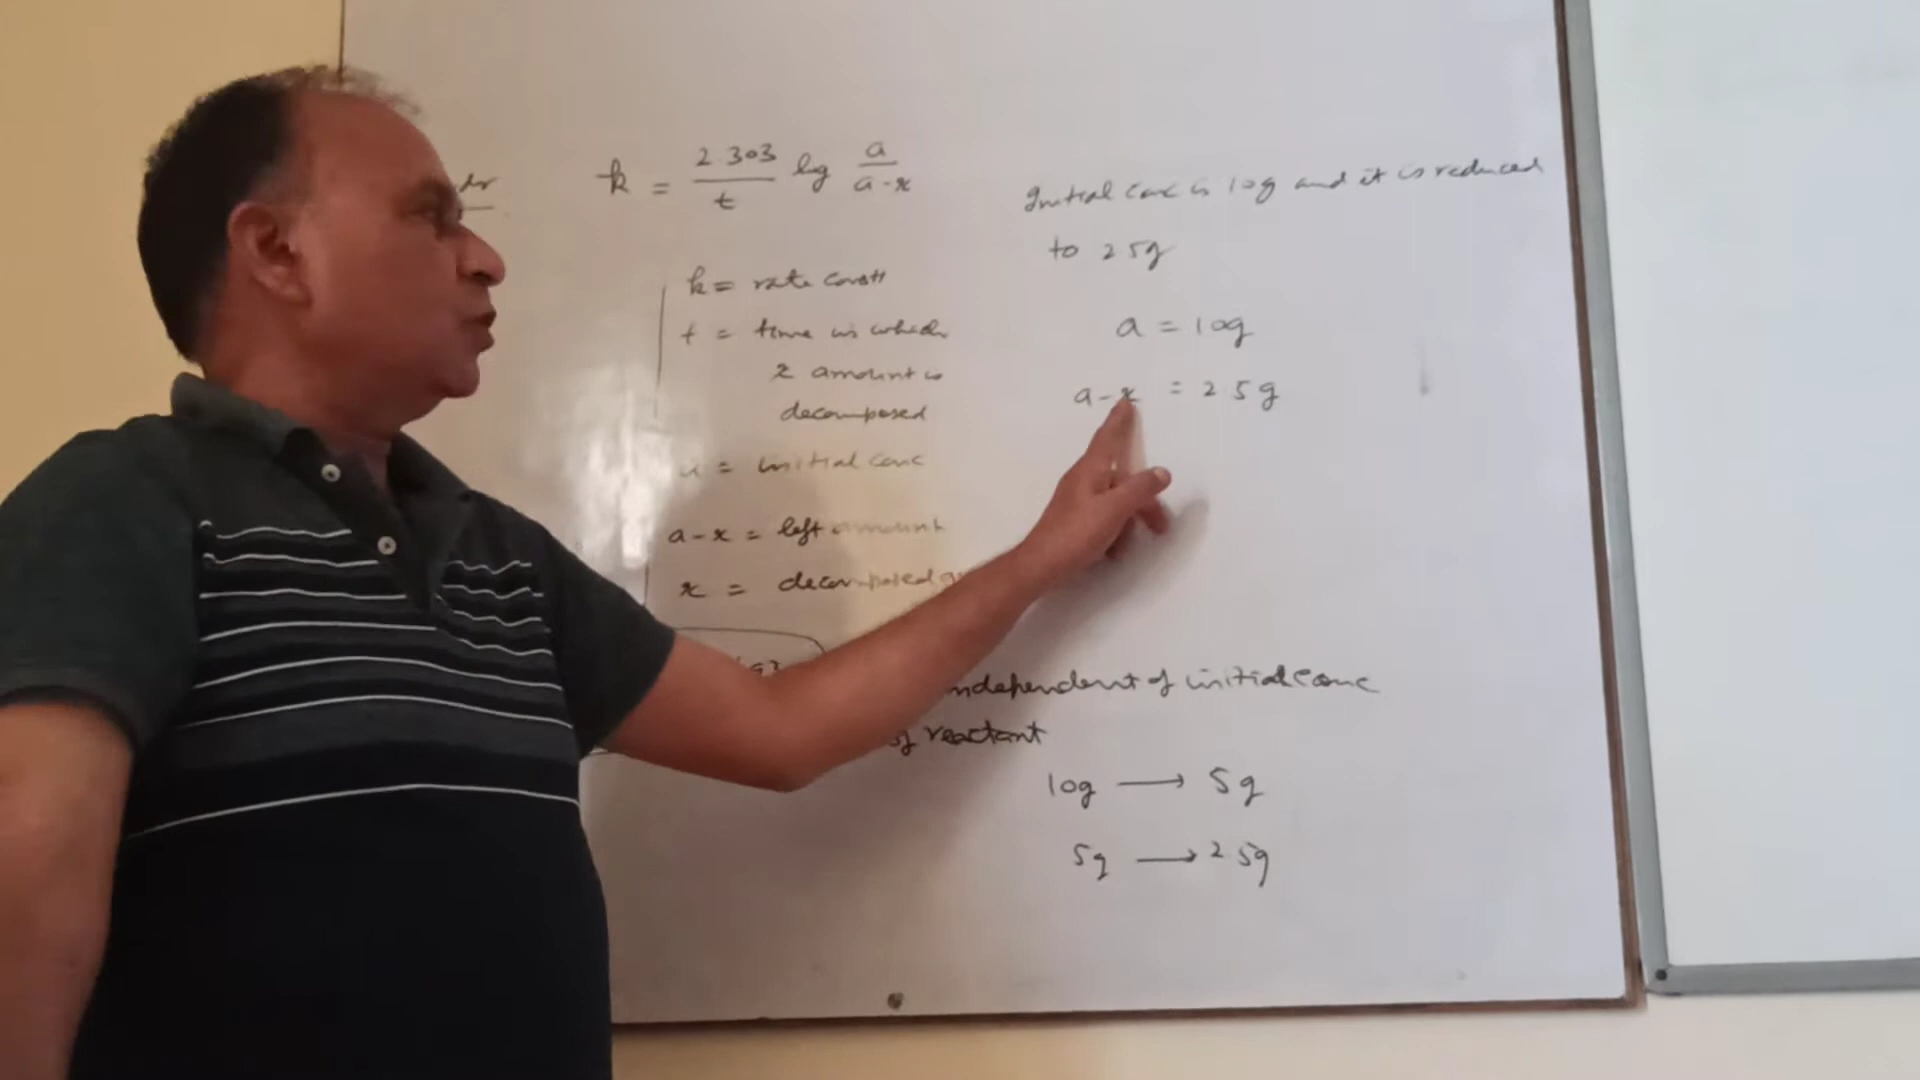 k = 2.303/t log a/a-x
k = rate constt
t = time in which
x amount is
decomposed
= initial conc
a-x = left amount
x = decomposed
Initial conc is 10g and it is reduced
to 2.5g
a = 10g
a-x = 2.5g
ndependent of initial conc
of reactant
10g → 5g
5g → 2.5g